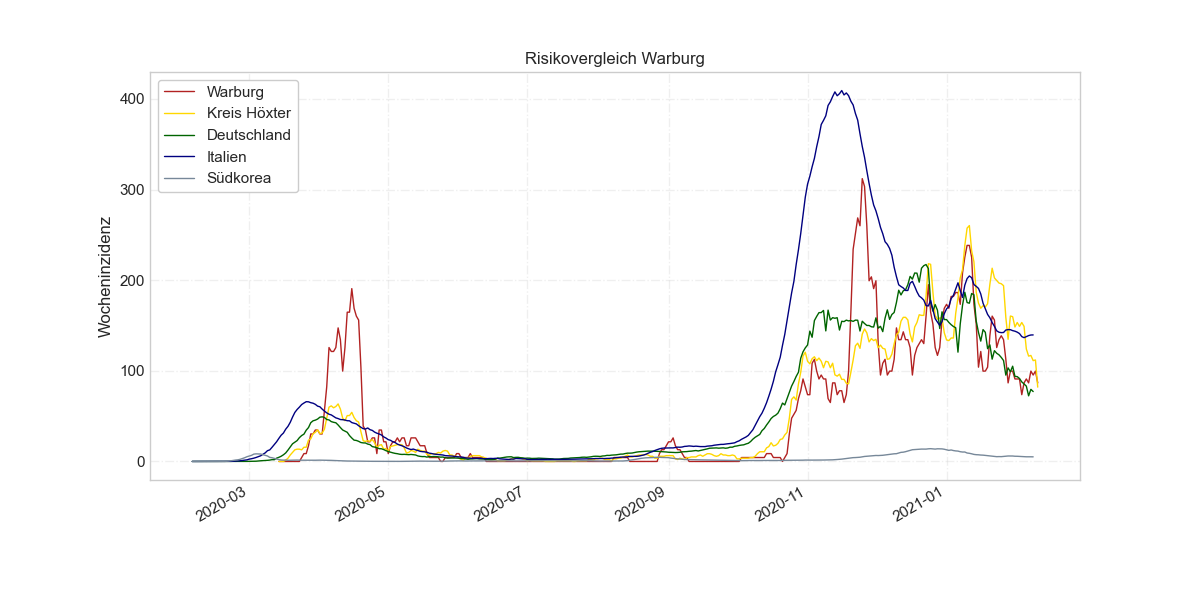 Risikovergleich Warburg
Wocheninzidenz
400
300
200
100
0
Warburg
Kreis Höxter
Deutschland
Italien
Südkorea
2020-03
2020-05
2020-07
2020-09
2020-11
2021-01